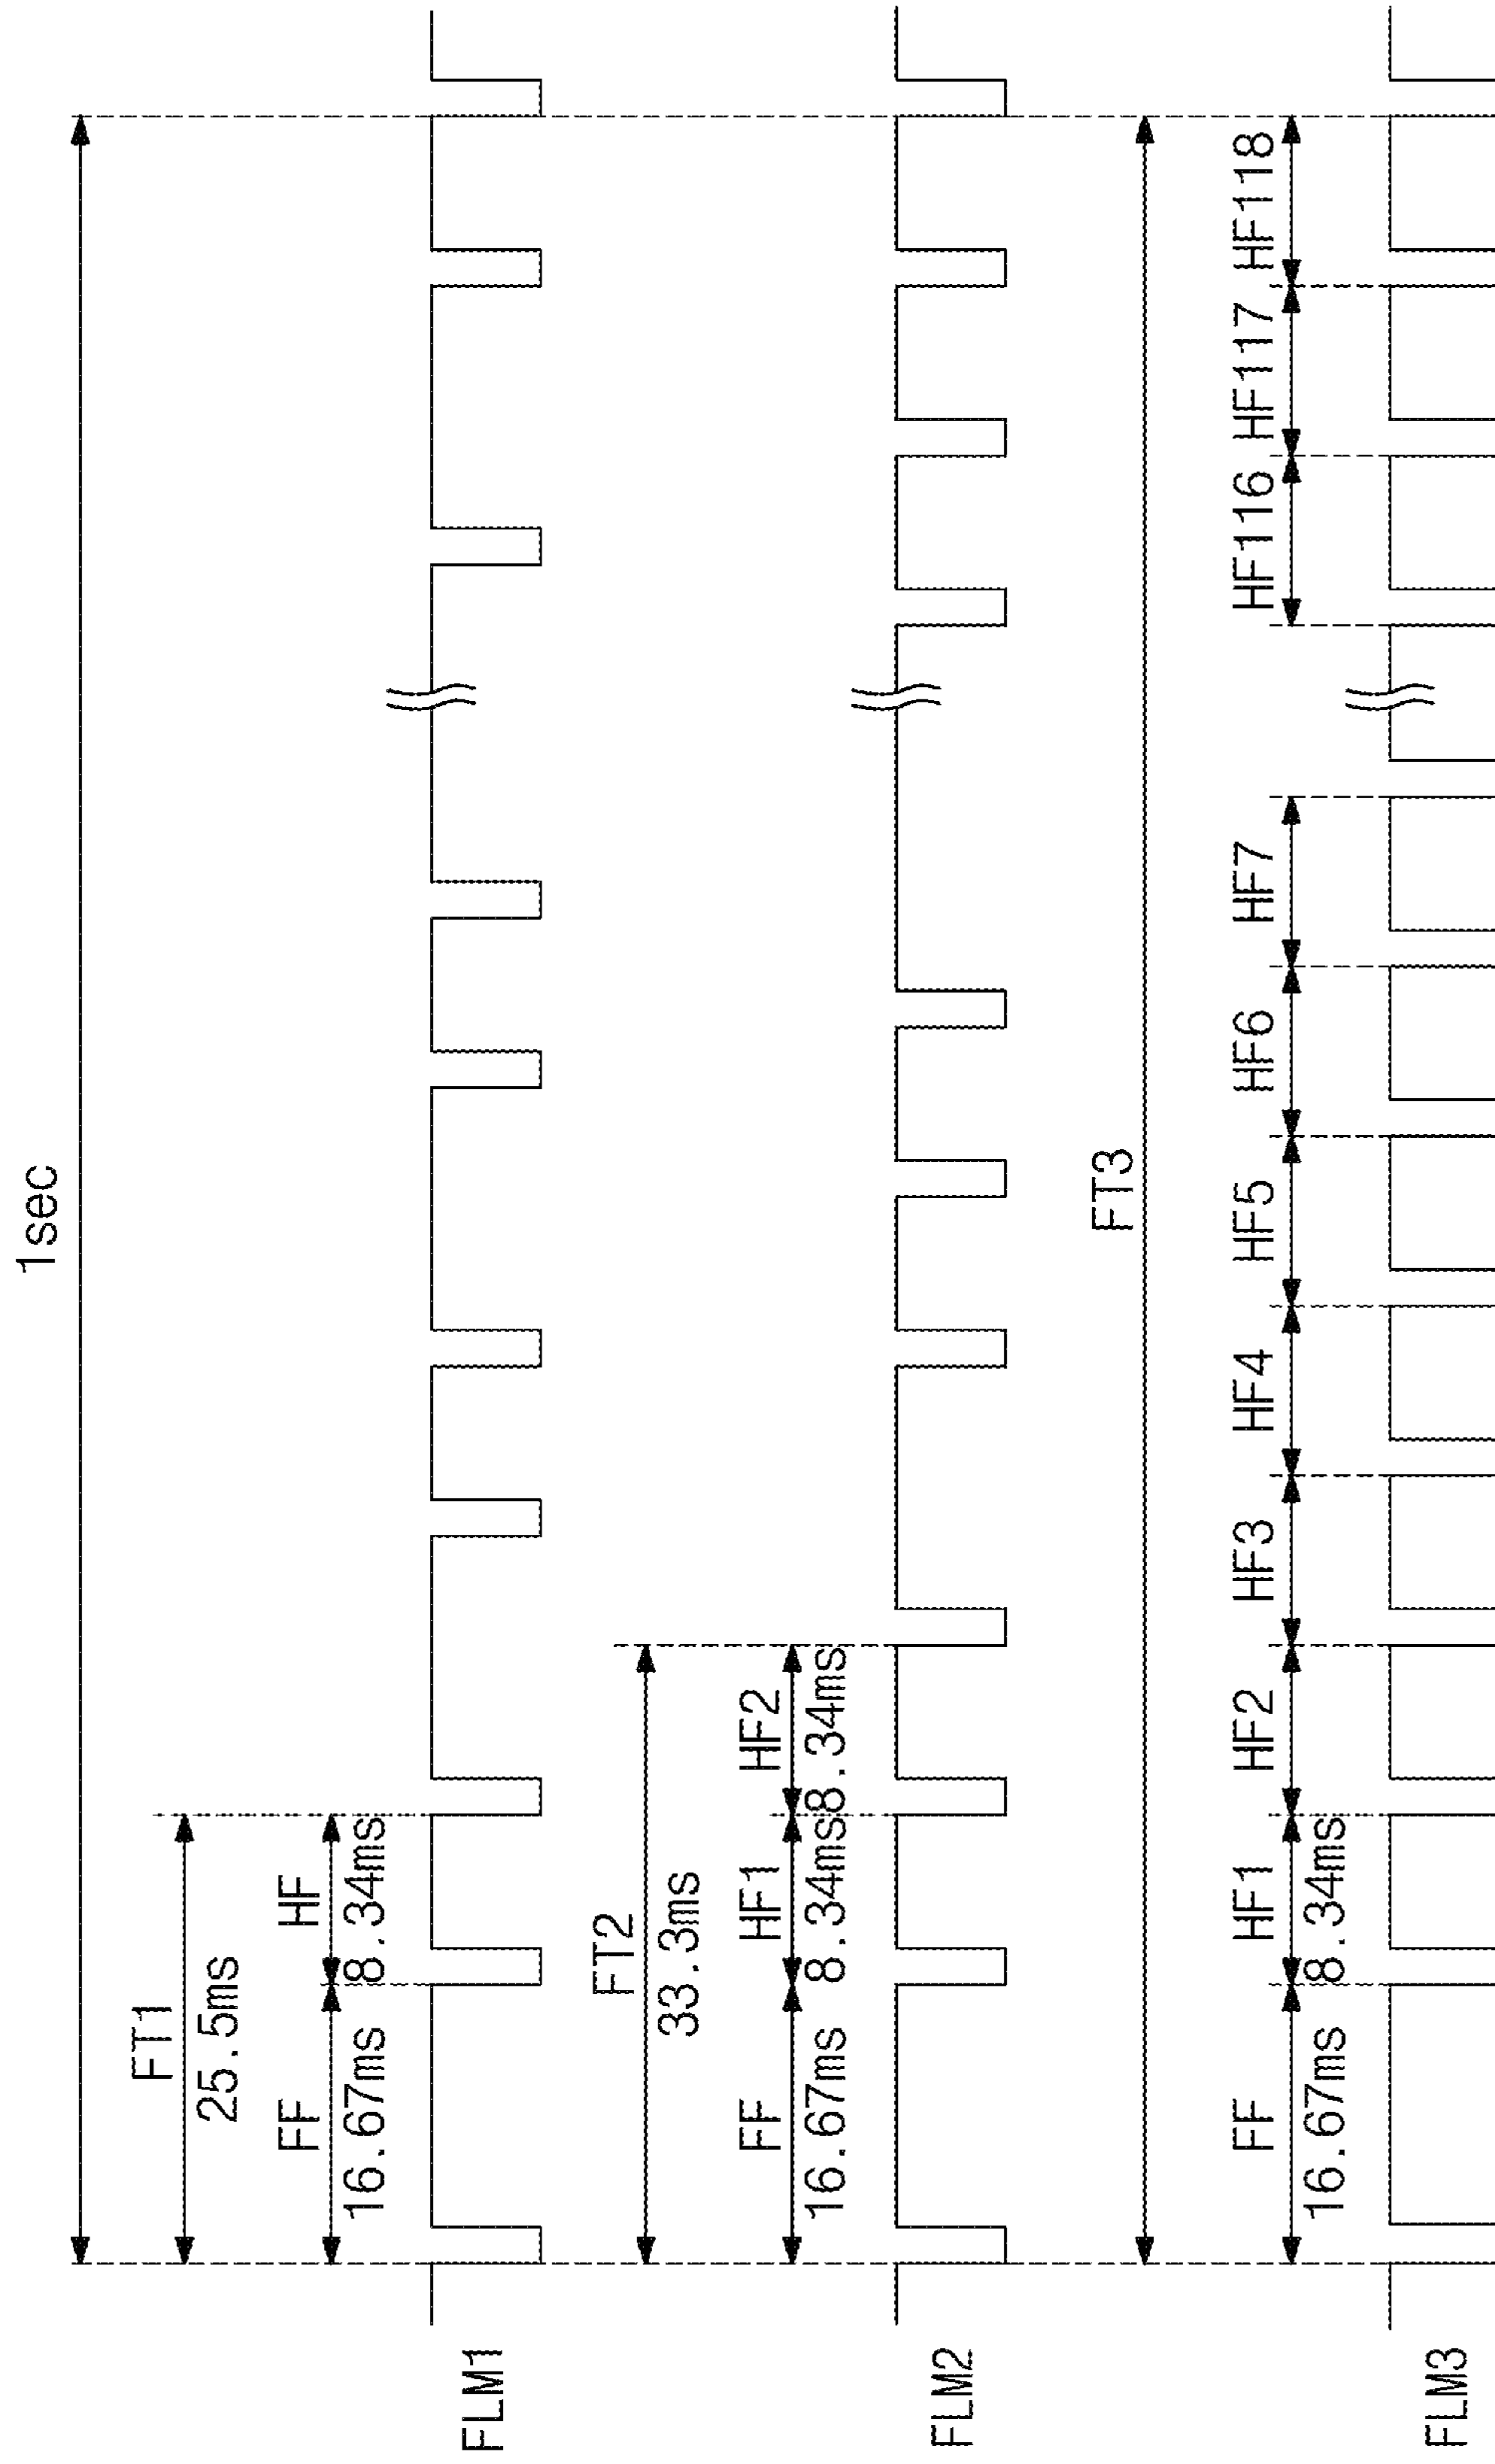 1sec
FT1
25.5ms
FF
HF
16.67ms
8.34ms
FLM1
FT2
33.3ms
FF
HF1
HF2
16.67ms
8.34ms
8.34ms
FLM2
FT3
FF
HF1
HF2
HF3
HF4
HF5
HF6
HF7
HF116
HF117
HF118
16.67ms
8.34ms
FLM3